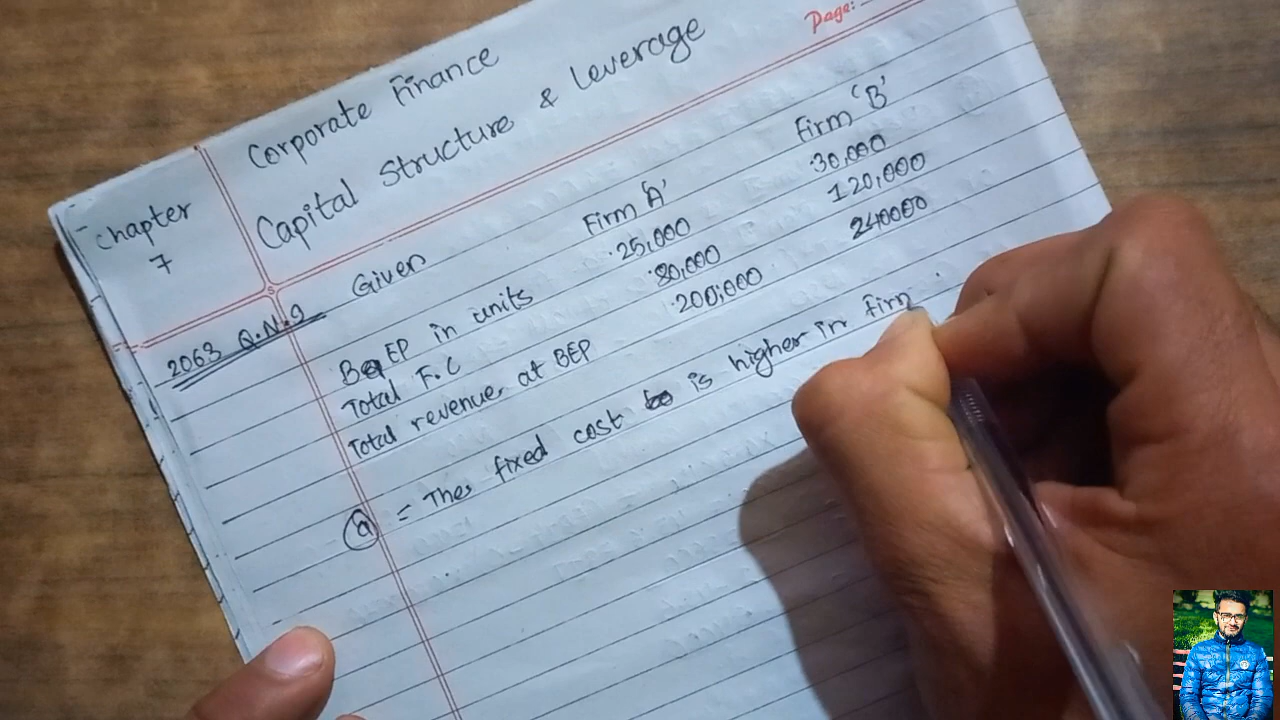 Page:
Corporate Finance
Chapter 7
Capital Structure & Leverage
2063 Q.N.9
Given Firm 'A' Firm 'B'
BEP in units 25,000 30,000
Total F.C 80,000 120,000
Total revenue at BEP 200,000 240000
(a) = Thes fixed cost is higher in firm